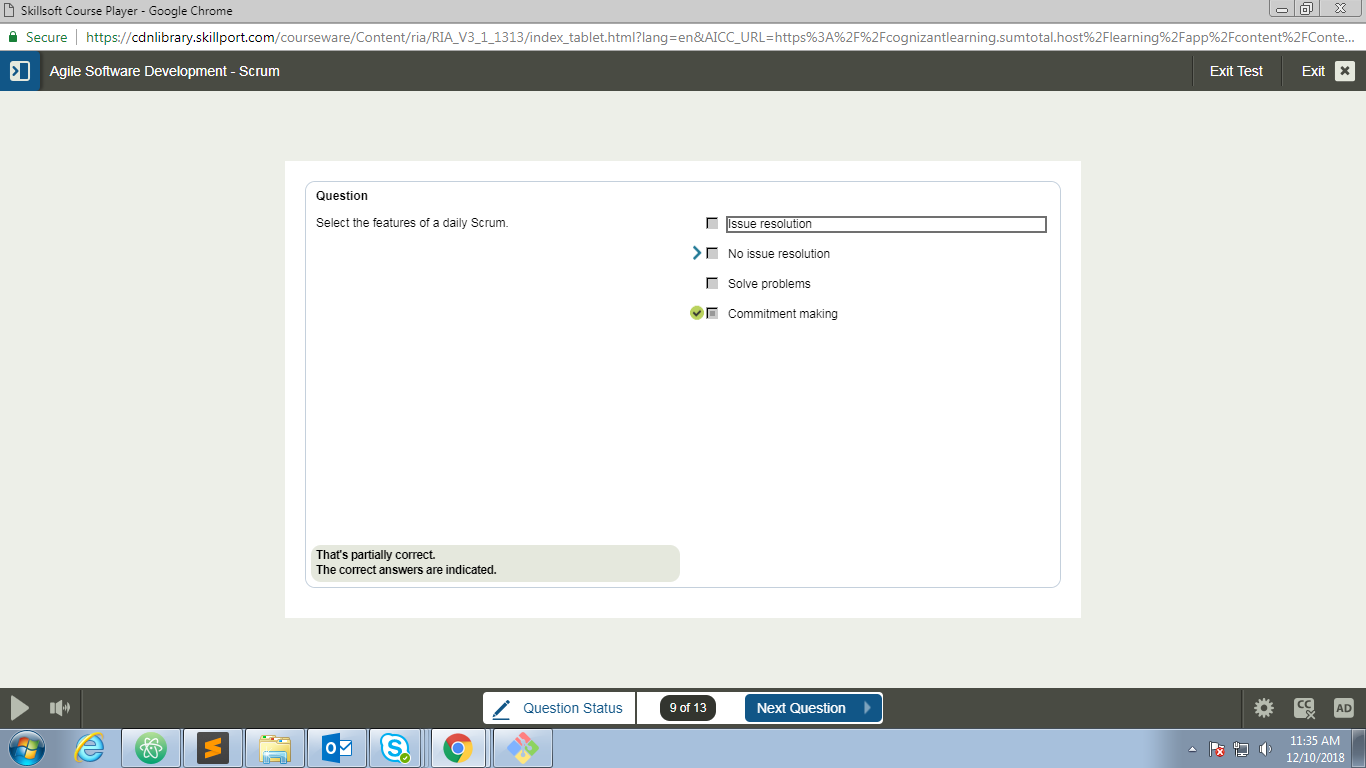 Skillsoft Course Player - Google Chrome
Secure https://cdnlibrary.skillport.com/courseware/Content/ria/RIA_V3_1_1313/index_tablet.html?lang=en&AICC_URL=https%3A%2F%2Fcognizantlearning.sumtotal.host%2Flearning%2Fapp%2Fcontent%2FConte...
Agile Software Development - Scrum
Exit Test
Exit
Question
Select the features of a daily Scrum.
Issue resolution
No issue resolution
Solve problems
Commitment making
That's partially correct.
The correct answers are indicated.
Question Status
9 of 13
Next Question
CC
AD
11:35 AM
12/10/2018